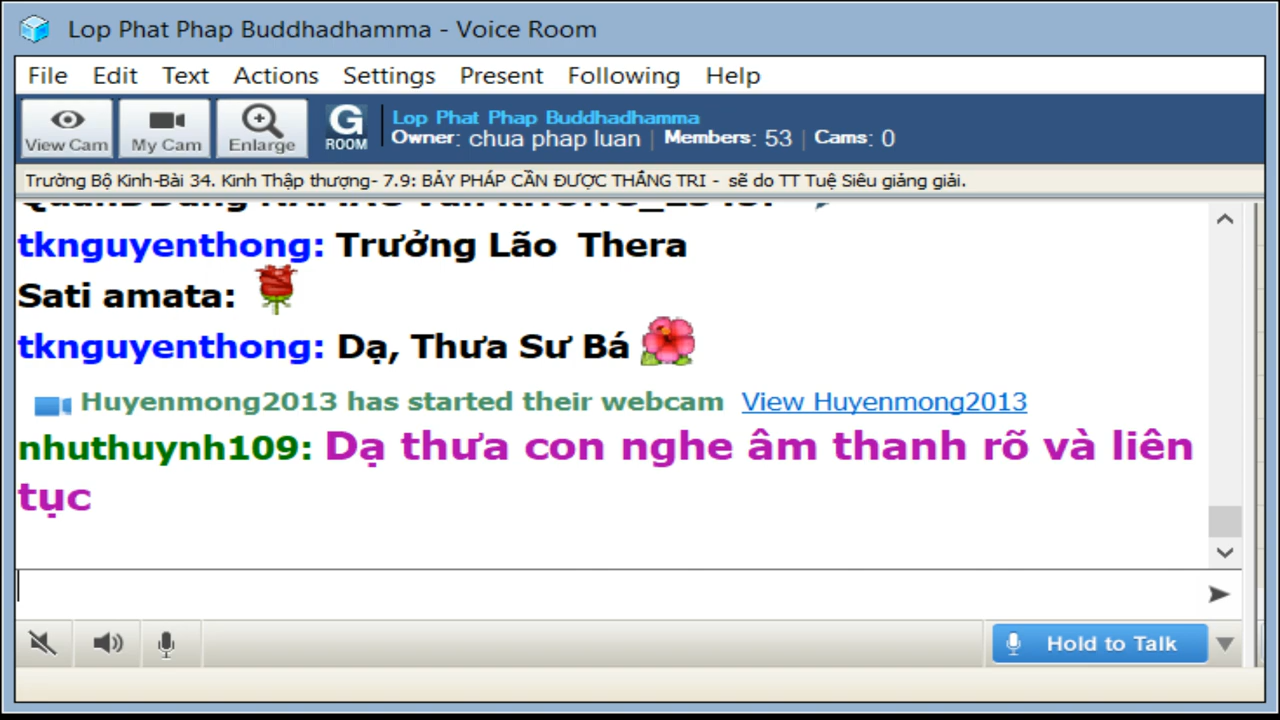 Lop Phat Phap Buddhadhamma - Voice Room
File Edit Text Actions Settings Present Following Help
View Cam My Cam Enlarge
G ROOM
Lop Phat Phap Buddhadhamma
Owner: chua phap luan | Members: 53 | Cams: 0
Trường Bộ Kinh-Bài 34. Kinh Thập thượng- 7.9: BẢY PHÁP CẦN ĐƯỢC THẮNG TRI - sẽ do TT Tuệ Siêu giảng giải.
tknguyenthong: Trưởng Lão Thera
Sati amata:
tknguyenthong: Dạ, Thưa Sư Bá
Huyenmong2013 has started their webcam View Huyenmong2013
nhuthuynh109: Dạ thưa con nghe âm thanh rõ và liên
tục
Hold to Talk